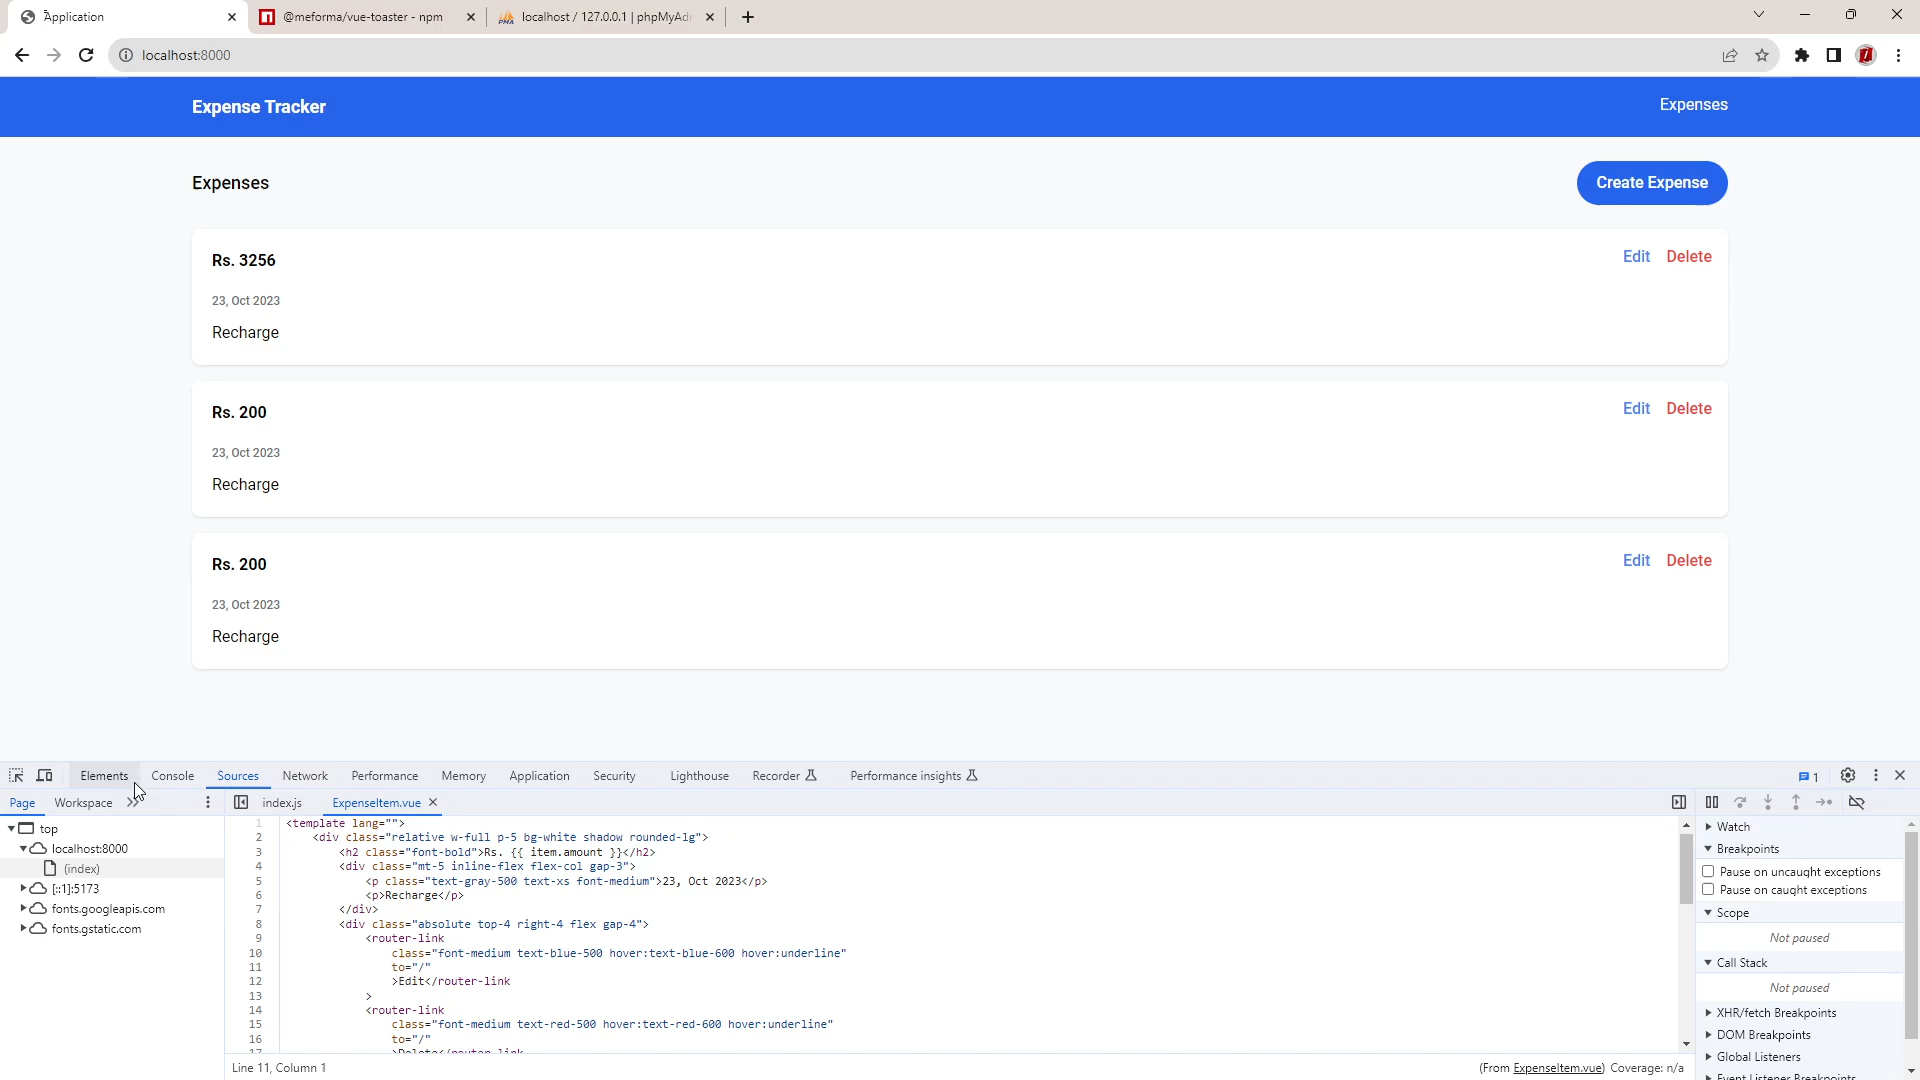 Application
@meforma/vue-toaster - npm
localhost / 127.0.0.1 | phpMyAd
localhost:8000
Expense Tracker
Expenses
Expenses
Create Expense
Rs. 3256
Edit Delete
23, Oct 2023
Recharge
Rs. 200
Edit Delete
23, Oct 2023
Recharge
Rs. 200
Edit Delete
23, Oct 2023
Recharge
Elements Console Sources Network Performance Memory Application Security Lighthouse Recorder Performance insights 1
Page Workspace
index.js ExpenseItem.vue
top
localhost:8000
(index)
[::1]:5173
fonts.googleapis.com
fonts.gstatic.com
1 <template lang="">
2 <div class="relative w-full p-5 bg-white shadow rounded-lg">
3 <h2 class="font-bold">Rs. {{ item.amount }}</h2>
4 <div class="mt-5 inline-flex flex-col gap-3">
5 <p class="text-gray-500 text-xs font-medium">23, Oct 2023</p>
6 <p>Recharge</p>
7 </div>
8 <div class="absolute top-4 right-4 flex gap-4">
9 <router-link
10 class="font-medium text-blue-500 hover:text-blue-600 hover:underline"
11 to="/"
12 >Edit</router-link
13 >
14 <router-link
15 class="font-medium text-red-500 hover:text-red-600 hover:underline"
16 to="/"
17 >Delete</router-link
Line 11, Column 1
(From ExpenseItem.vue) Coverage: n/a
Watch
Breakpoints
Pause on uncaught exceptions
Pause on caught exceptions
Scope
Not paused
Call Stack
Not paused
XHR/fetch Breakpoints
DOM Breakpoints
Global Listeners
Event Listener Breakpoints